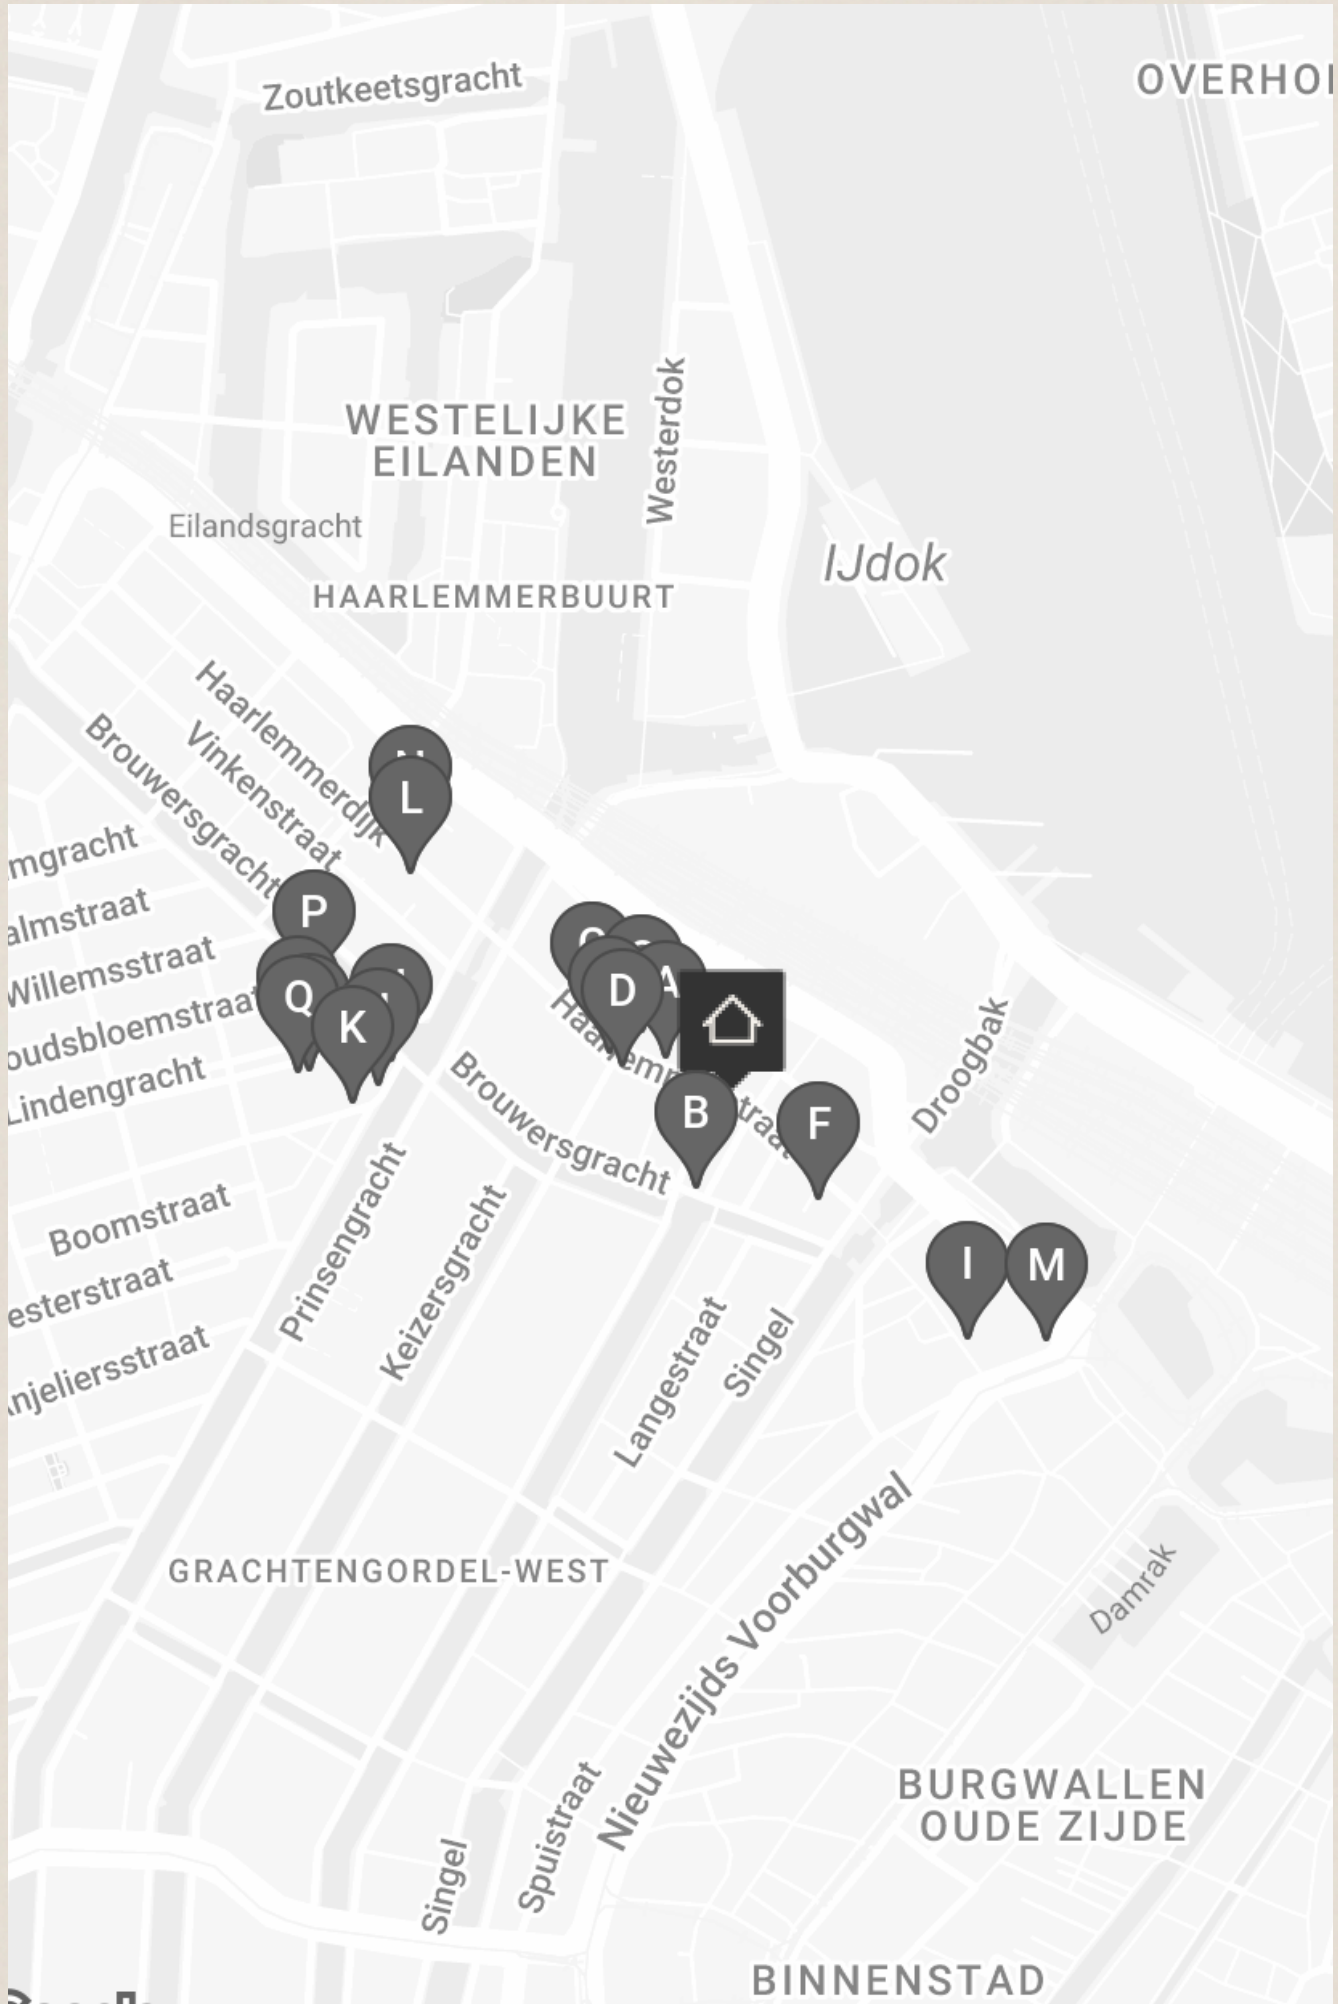 Zoutkeetsgracht
OVERHO
WESTELIJKE
EILANDEN
Westerdok
Eilandsgracht
IJdok
HAARLEMMERBUURT
Haarlemmerdijk
Vinkenstraat
Brouwersgracht
L
mgracht
almstraat
P
Willemsstraat
A
D
Q
K
oudsbloemstraat
Lindengracht
Droogbak
B
traat
F
Brouwersgracht
Boomstraat
Prinsengracht
Keizersgracht
I
M
esterstraat
njeliersstraat
Langestraat
Singel
GRACHTENGORDEL-WEST
Nieuwezijds Voorburgwal
Damrak
BURGWALLEN
OUDE ZIJDE
Singel
Spuistraat
BINNENSTAD